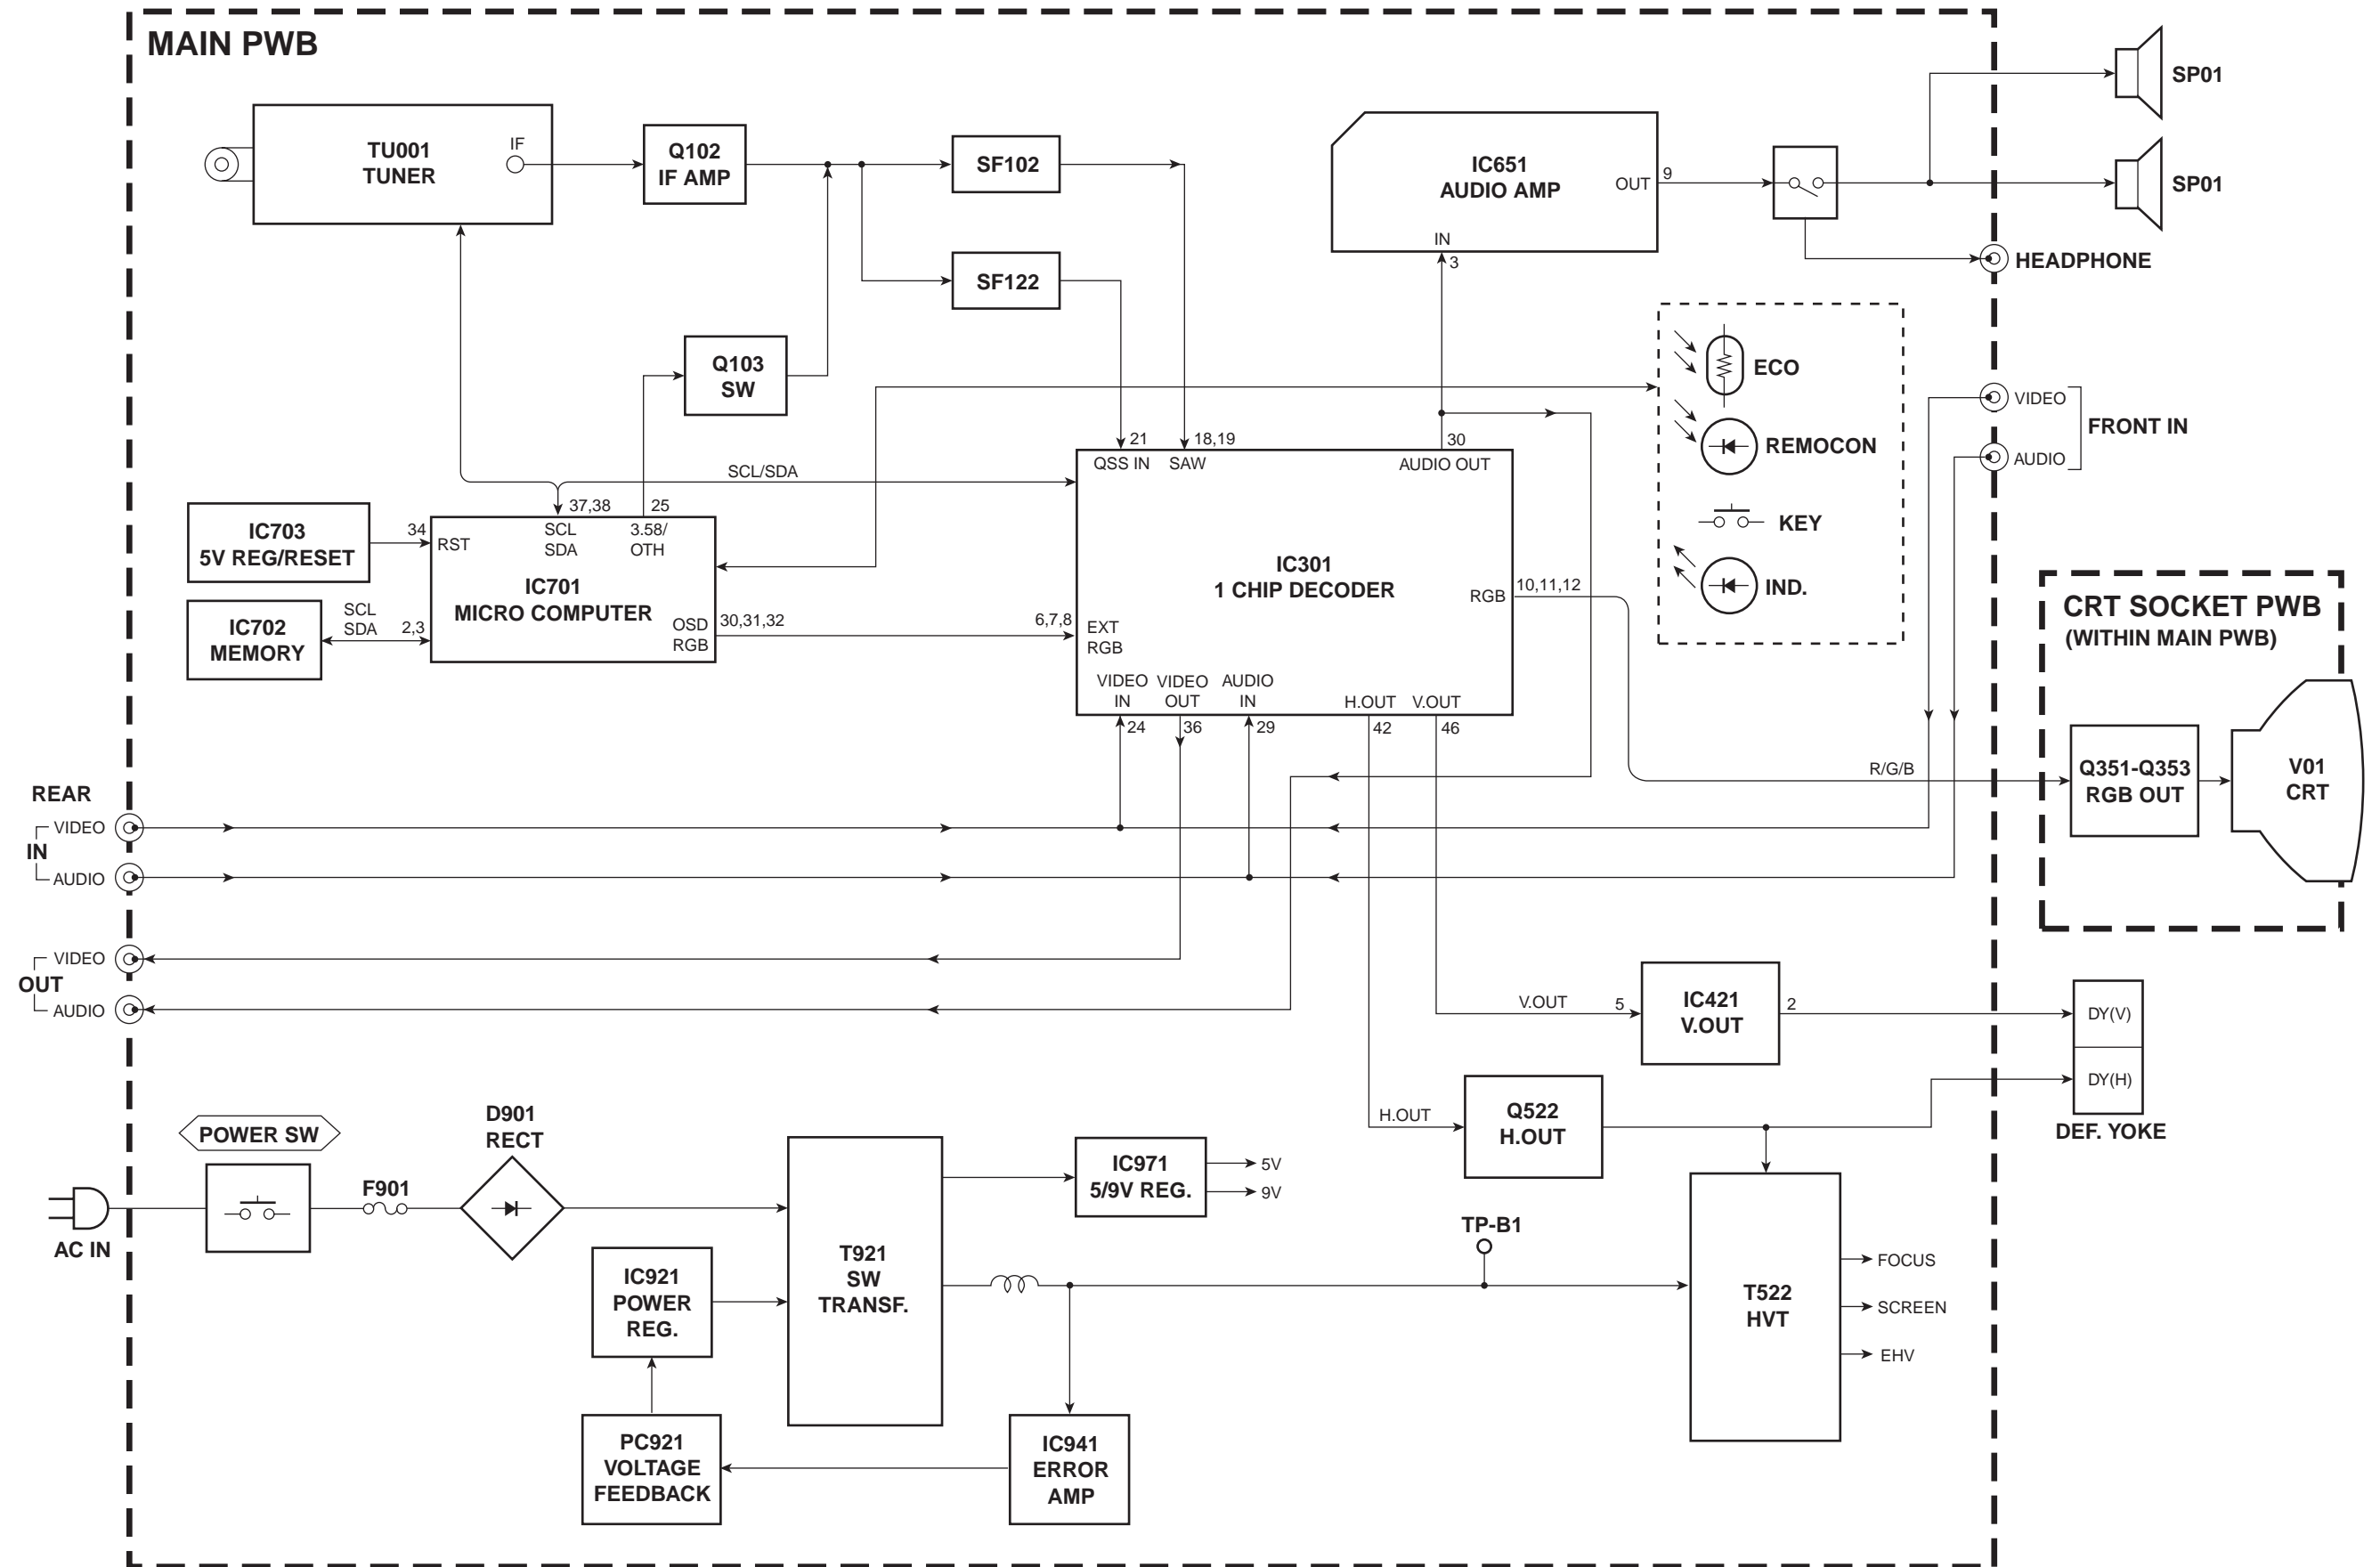 MAIN PWB
TU001
TUNER
IF
Q102
IF AMP
SF102
SF122
Q103
SW
IC651
AUDIO AMP
OUT
9
IN
3
SP01
SP01
HEADPHONE
ECO
REMOCON
KEY
IND.
VIDEO
AUDIO
FRONT IN
SCL/SDA
IC703
5V REG/RESET
34
RST
37,38
SCL
SDA
25
3.58/
OTH
IC701
MICRO COMPUTER
IC702
MEMORY
SCL
SDA
2,3
OSD
RGB
30,31,32
6,7,8
EXT
RGB
21
QSS IN
18,19
SAW
30
AUDIO OUT
IC301
1 CHIP DECODER
RGB
10,11,12
VIDEO
IN
VIDEO
OUT
AUDIO
IN
H.OUT
V.OUT
24
36
29
42
46
CRT SOCKET PWB
(WITHIN MAIN PWB)
R/G/B
Q351-Q353
RGB OUT
V01
CRT
REAR
VIDEO
IN
AUDIO
VIDEO
OUT
AUDIO
V.OUT
5
IC421
V.OUT
2
DY(V)
DY(H)
DEF. YOKE
H.OUT
Q522
H.OUT
POWER SW
AC IN
F901
D901
RECT
T921
SW
TRANSF.
IC971
5/9V REG.
5V
9V
IC921
POWER
REG.
PC921
VOLTAGE
FEEDBACK
IC941
ERROR
AMP
TP-B1
T522
HVT
FOCUS
SCREEN
EHV